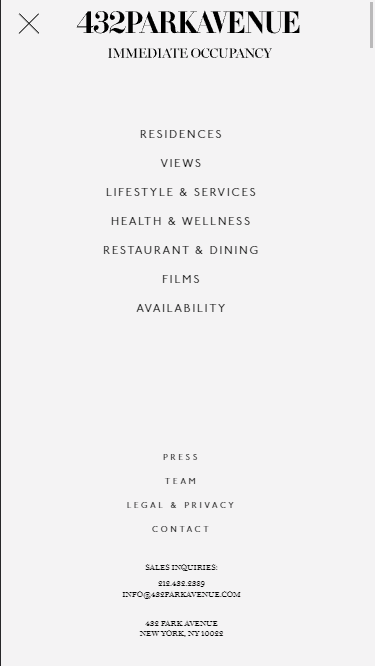 432PARKAVENUE
IMMEDIATE OCCUPANCY
RESIDENCES
VIEWS
LIFESTYLE & SERVICES
HEALTH & WELLNESS
RESTAURANT & DINING
FILMS
AVAILABILITY
PRESS
TEAM
LEGAL & PRIVACY
CONTACT
SALES INQUIRIES:
212.432.2359
INFO@432PARKAVENUE.COM
432 PARK AVENUE
NEW YORK, NY 10022